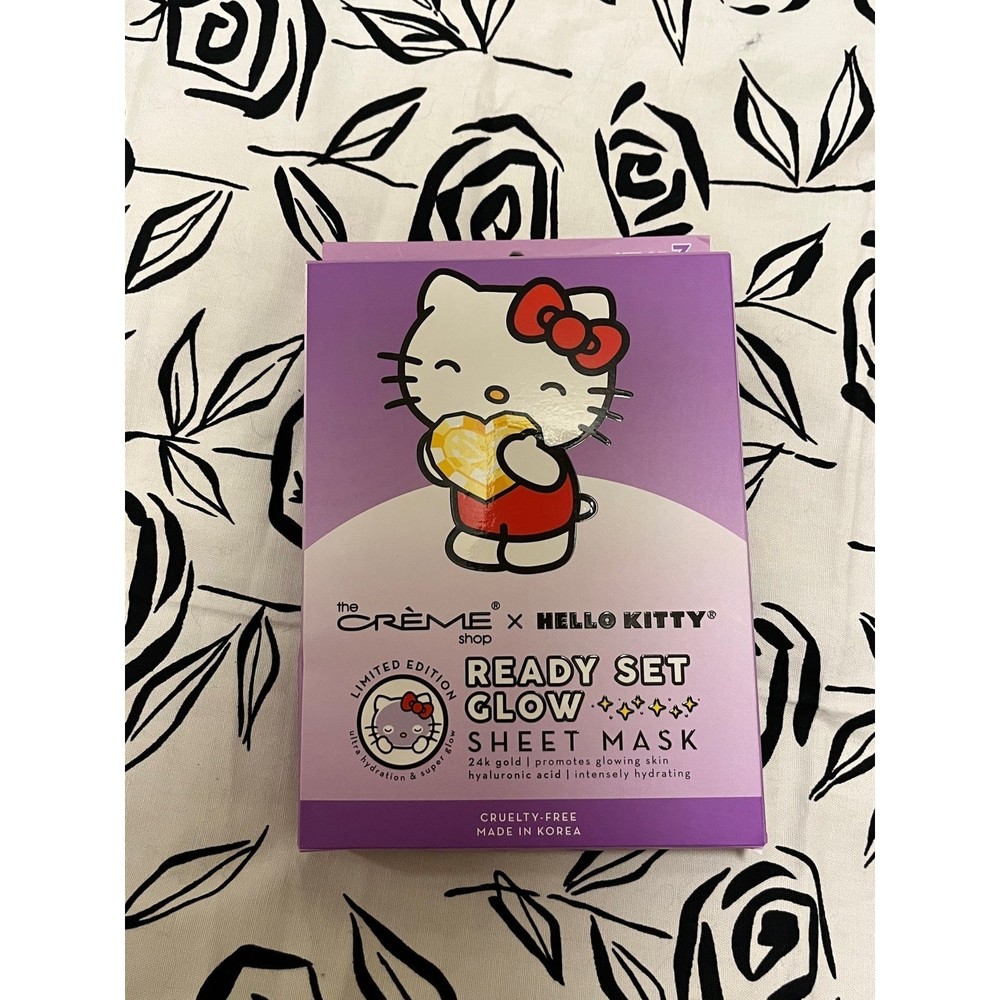 the
CRÈME®
shop
x HELLO KITTY®
LIMITED EDITION
ultra hydration & super glow
READY SET
GLOW
SHEET MASK
24k gold | promotes glowing skin
hyaluronic acid | intensely hydrating
CRUELTY-FREE
MADE IN KOREA